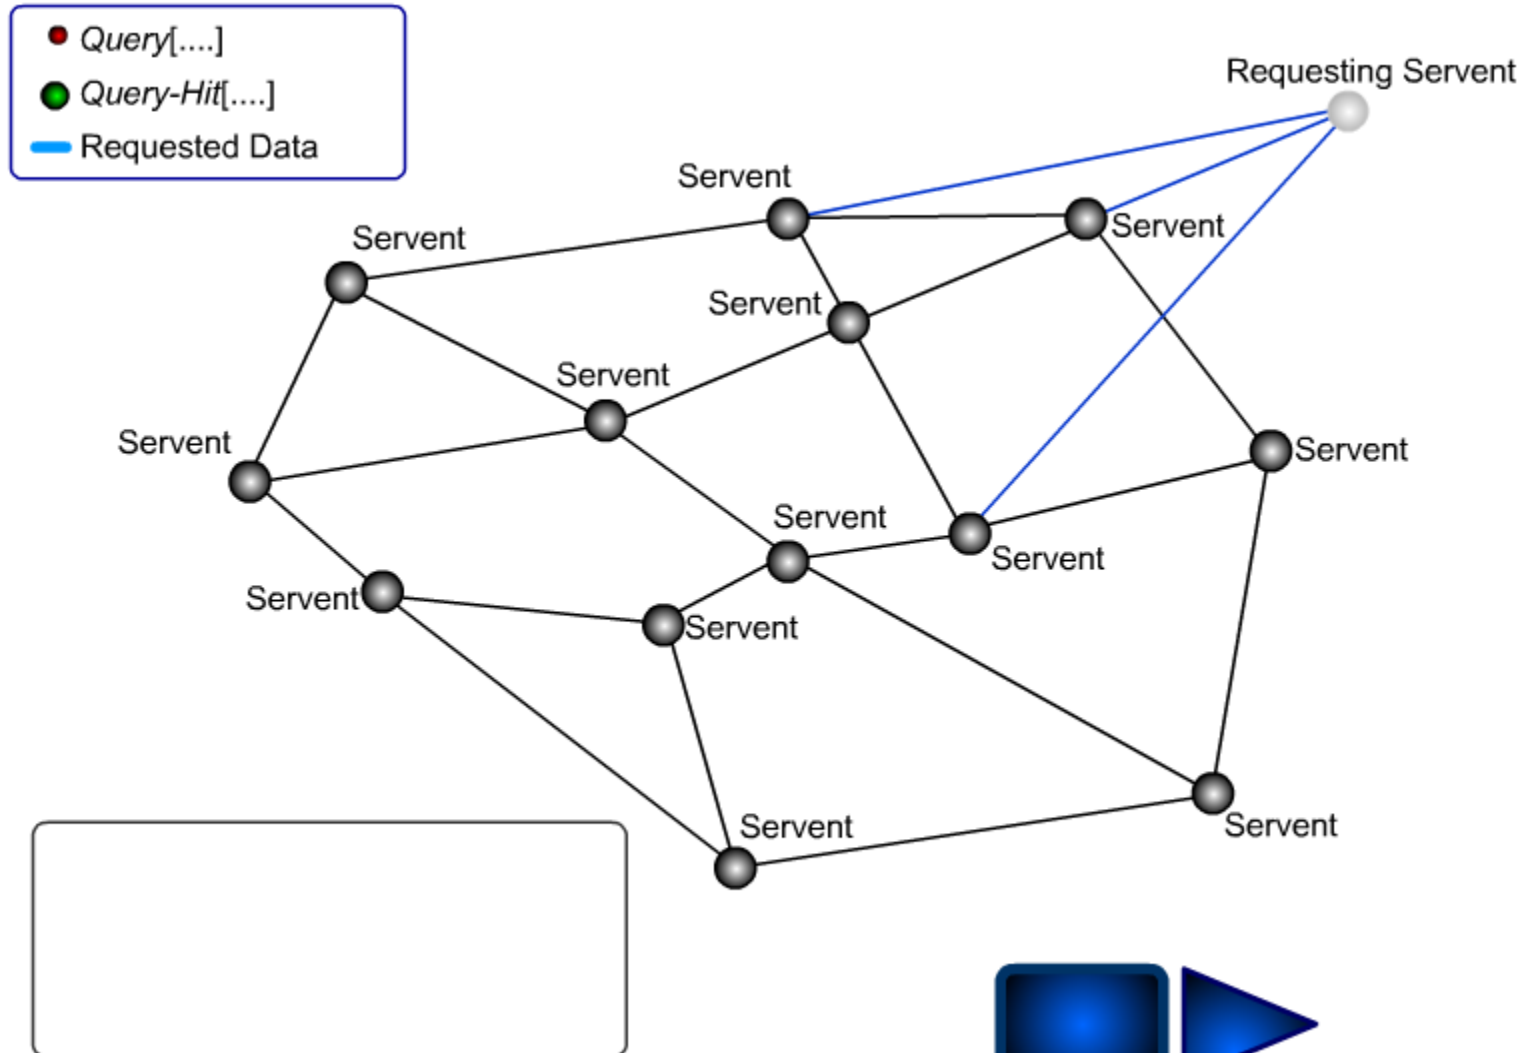 Query[....]
Query-Hit[....]
Requested Data
Requesting Servent
Servent
Servent
Servent
Servent
Servent
Servent
Servent
Servent
Servent
Servent
Servent
Servent
Servent